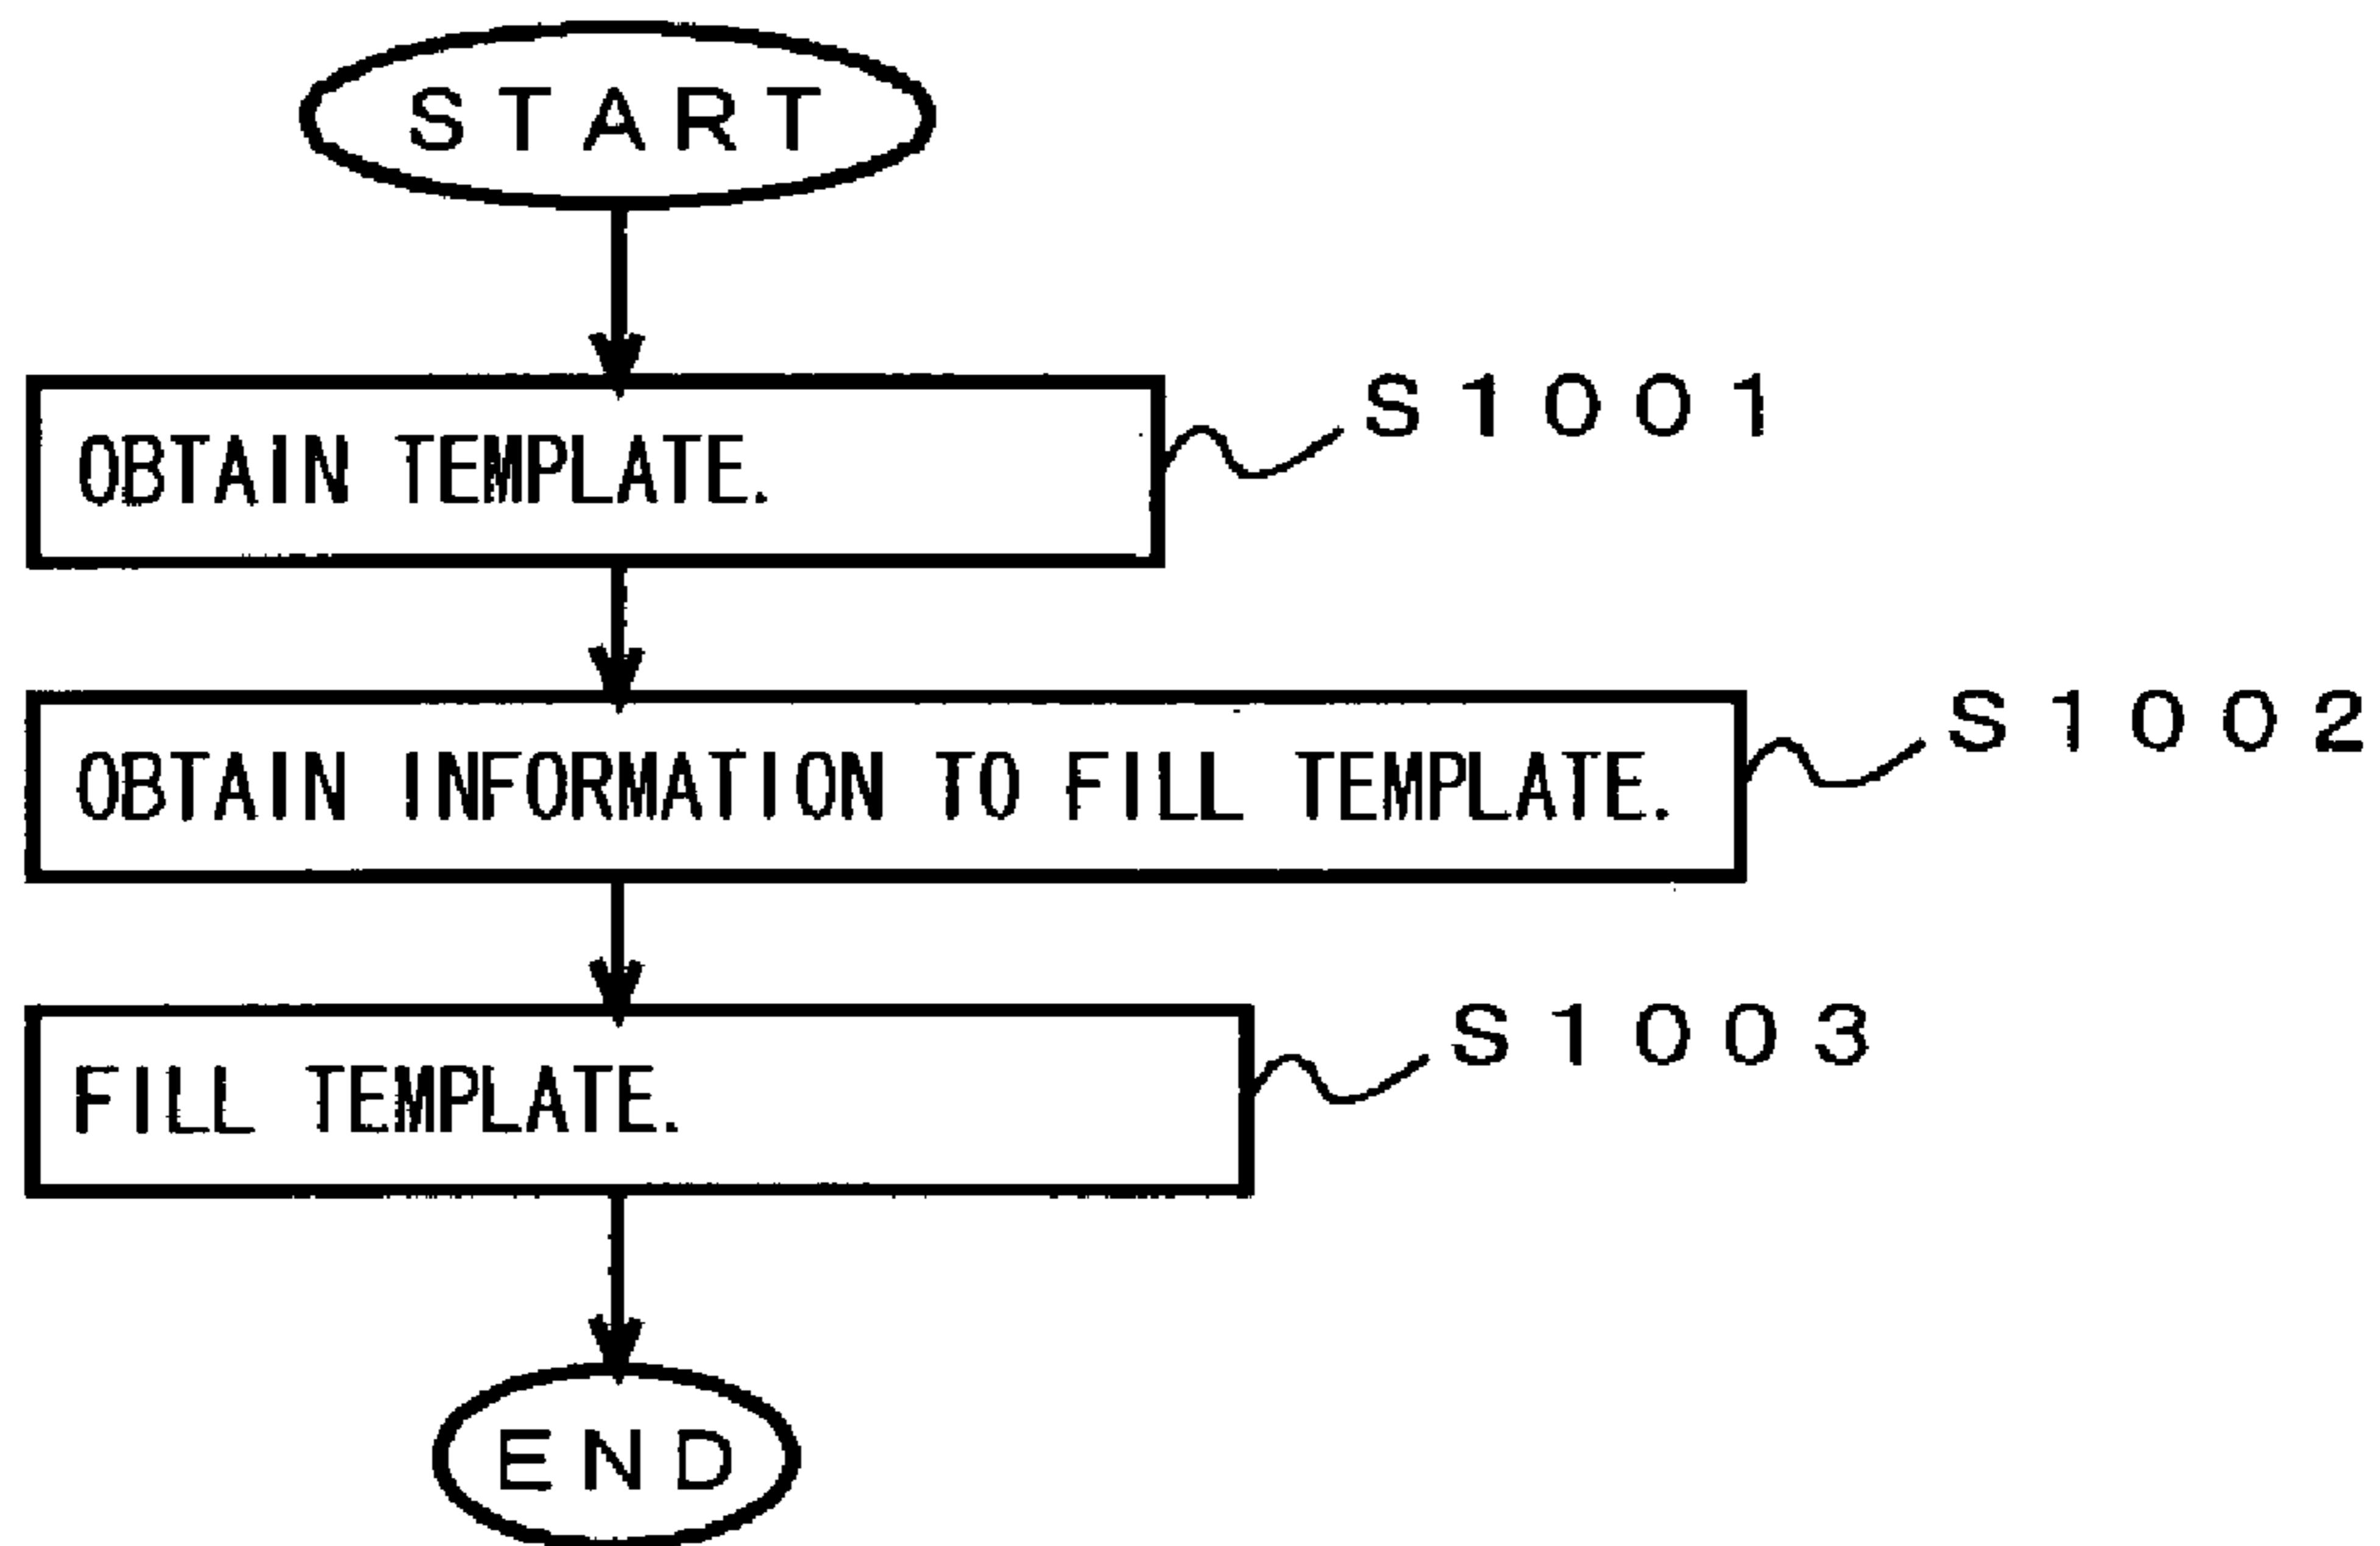 START
OBTAIN TEMPLATE.
S1001
OBTAIN INFORMATION TO FILL TEMPLATE.
S1002
FILL TEMPLATE.
S1003
END